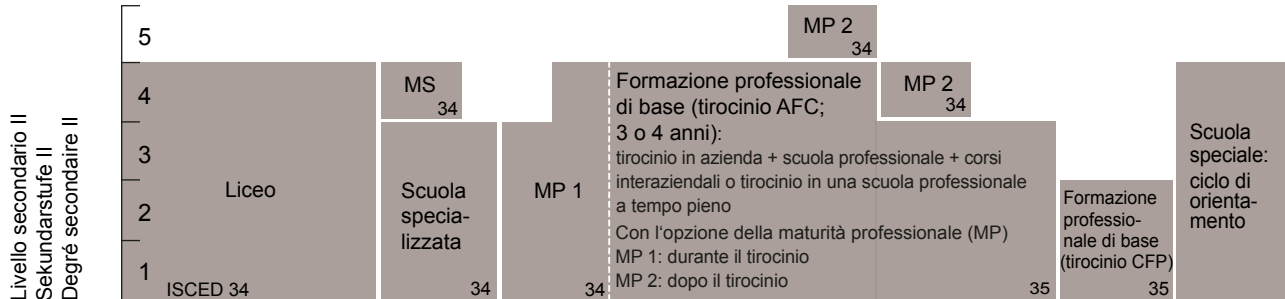 Livello secondario II
Sekundarstufe II
Degré secondaire II
5
4
3
2
1
Liceo
ISCED 34
MS
34
Scuola
specia-
lizzata
34
MP 1
34
MP 2
34
Formazione professionale
di base (tirocinio AFC;
3 o 4 anni):
tirocinio in azienda + scuola professionale + corsi
interaziendali o tirocinio in una scuola professionale
a tempo pieno
Con l'opzione della maturità professionale (MP)
MP 1: durante il tirocinio
MP 2: dopo il tirocinio
35
MP 2
34
Formazione
professio-
nale di base
(tirocinio CFP)
35
Scuola
speciale:
ciclo di
orienta-
mento